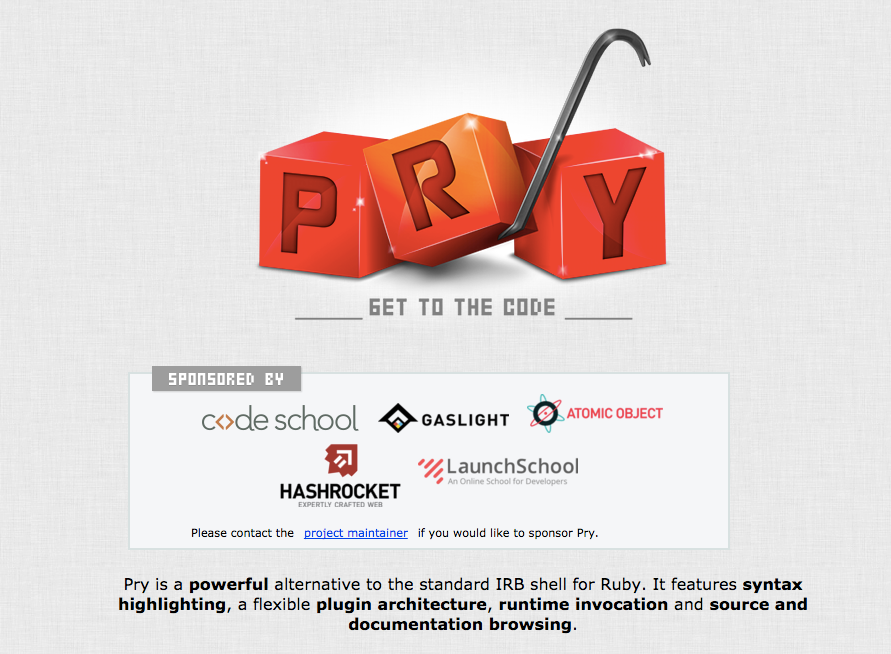 PRY
GET TO THE CODE
SPONSORED BY
c<>de school
GASLIGHT
ATOMIC OBJECT
HASHROCKET
EXPERTLY CRAFTED WEB
LaunchSchool
An Online School for Developers
Please contact the project maintainer if you would like to sponsor Pry.
Pry is a powerful alternative to the standard IRB shell for Ruby. It features syntax
highlighting, a flexible plugin architecture, runtime invocation and source and
documentation browsing.